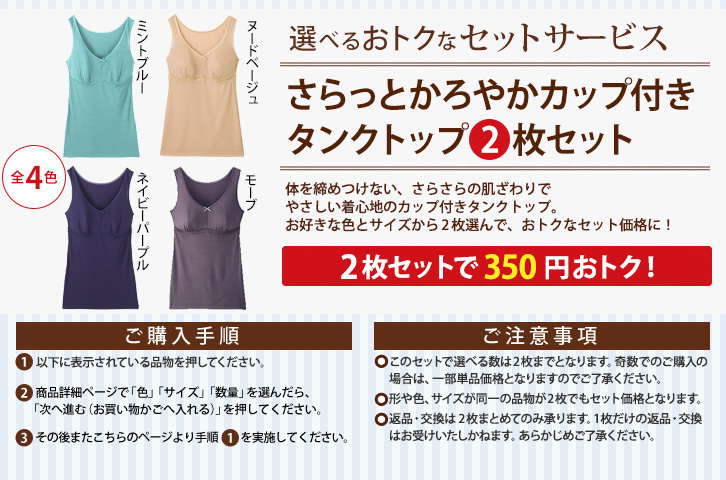 ミントブルー
ヌードベージュ
全4色
ネイビーパープル
モーブ
選べるおトクなセットサービス
さらっとかろやかカップ付き
タンクトップ2枚セット
体を締めつけない、さらさらの肌ざわりで
やさしい着心地のカップ付きタンクトップ。
お好きな色とサイズから2枚選んで、おトクなセット価格に!
2枚セットで350円おトク!
ご購入手順
1 以下に表示されている品物を押してください。
2 商品詳細ページで「色」「サイズ」「数量」を選んだら、
「次へ進む(お買い物かごへ入れる)」を押してください。
3 その後またこちらのページより手順1を実施してください。
ご注意事項
○このセットで選べる数は2枚までとなります。奇数でのご購入の
場合は、一部単品価格となりますのでご了承ください。
○形や色、サイズが同一の品物が2枚でもセット価格となります。
○返品・交換は2枚まとめてのみ承ります。1枚だけの返品・交換
はお受けいたしかねます。あらかじめご了承ください。